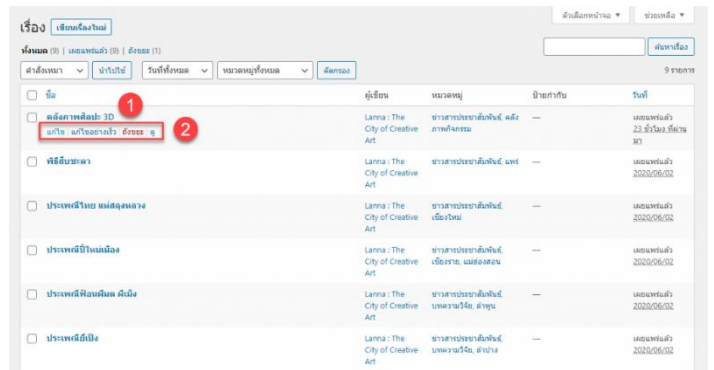 ตัวเลือกหน้าจอ ▼ ช่วยเหลือ ▼
เรื่อง เขียนเรื่องใหม่
ทั้งหมด (9) | เผยแพร่แล้ว (9) | ถังขยะ (1)
ค้นหาเรื่อง
คำสั่งเหมา นำไปใช้ วันที่ทั้งหมด หมวดหมู่ทั้งหมด คัดกรอง 9 รายการ
ชื่อ ผู้เขียน หมวดหมู่ ป้ายกำกับ วันที่
1
คลังภาพศิลปะ 3D Lanna : The ข่าวสารประชาสัมพันธ์, คลัง — เผยแพร่แล้ว
แก้ไข แก้ไขอย่างเร็ว ถังขยะ ดู 2 City of Creative ภาพกิจกรรม 23 ชั่วโมง ที่ผ่าน
Art มา
พิธีสืบชะตา Lanna : The ข่าวสารประชาสัมพันธ์, แพร่ — เผยแพร่แล้ว
City of Creative 2020/06/02
Art
ประเพณีไทย แม่สลุงหลวง Lanna : The ข่าวสารประชาสัมพันธ์, — เผยแพร่แล้ว
City of Creative เชียงใหม่ 2020/06/02
Art
ประเพณีปีใหม่เมือง Lanna : The ข่าวสารประชาสัมพันธ์, — เผยแพร่แล้ว
City of Creative เชียงราย, แม่ฮ่องสอน 2020/06/02
Art
ประเพณีฟ้อนผีมด ผีเม็ง Lanna : The ข่าวสารประชาสัมพันธ์, — เผยแพร่แล้ว
City of Creative บทความวิจัย, ลำพูน 2020/06/02
Art
ประเพณียี่เป็ง Lanna : The ข่าวสารประชาสัมพันธ์, — เผยแพร่แล้ว
City of Creative บทความวิจัย, ลำปาง 2020/06/02
Art